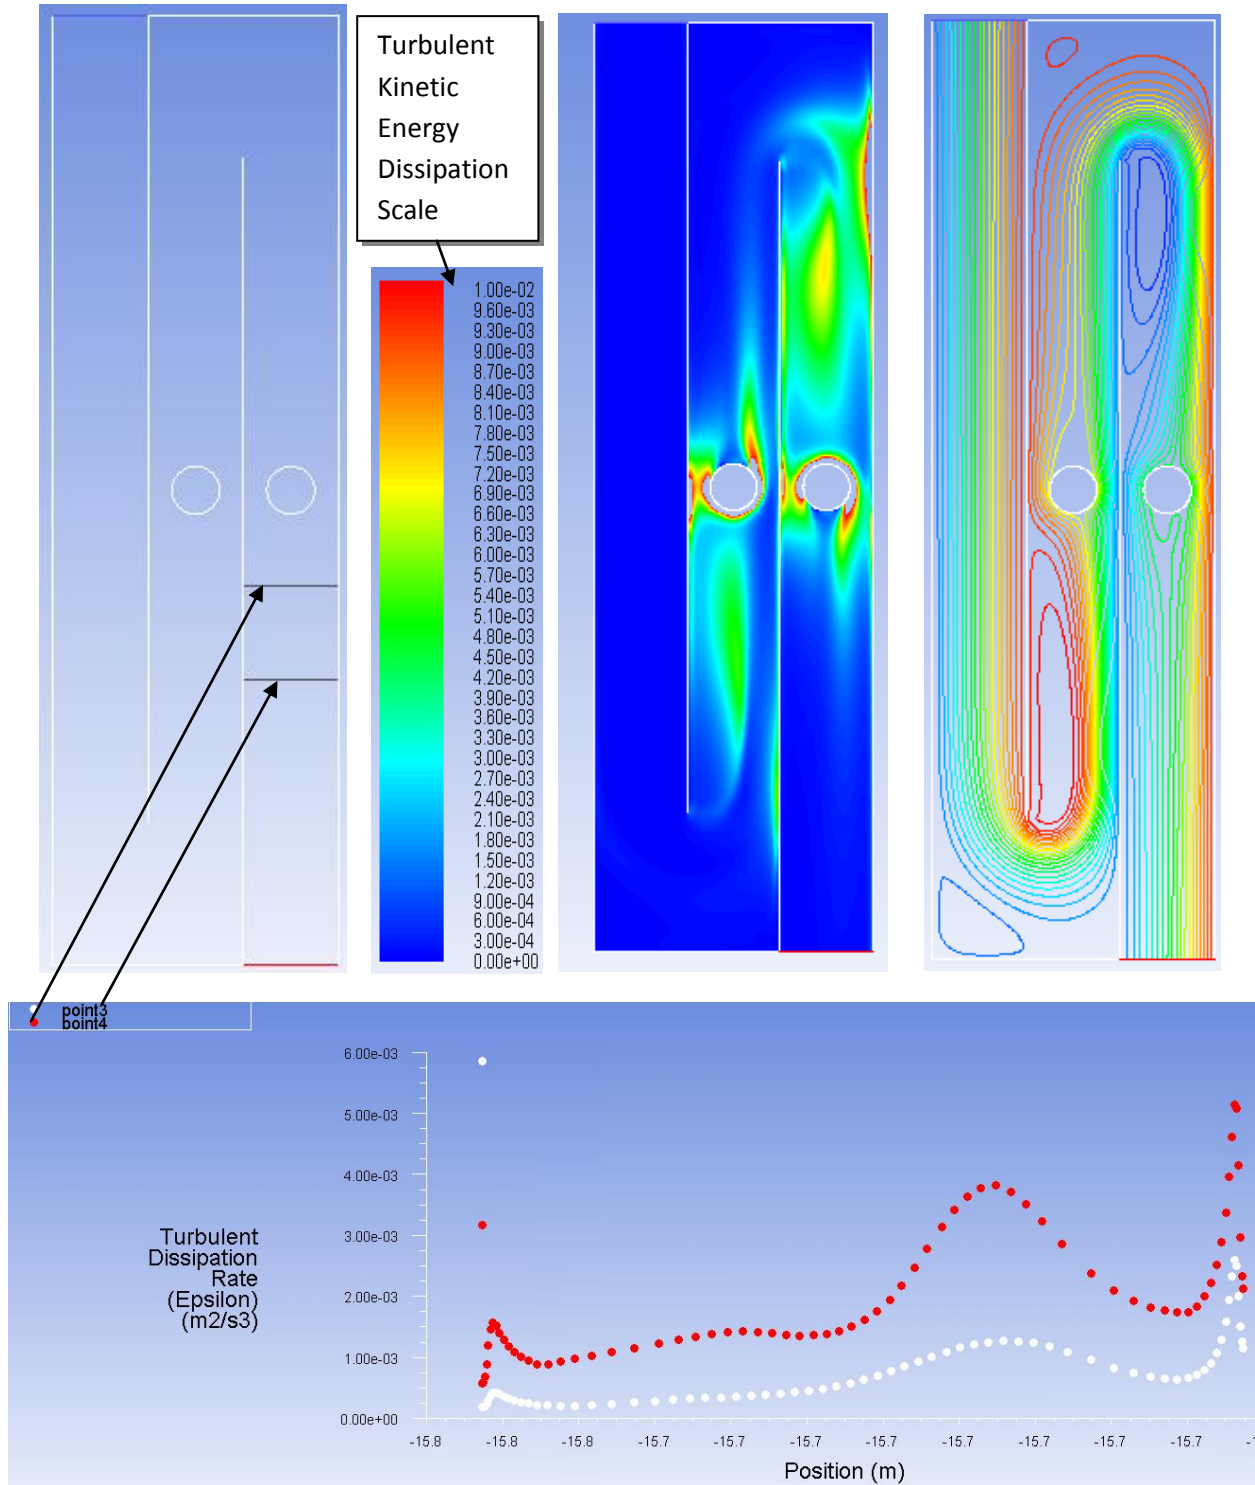 Turbulent
Kinetic
Energy
Dissipation
Scale
1.00e-02
9.60e-03
9.30e-03
9.00e-03
8.70e-03
8.40e-03
8.10e-03
7.80e-03
7.50e-03
7.20e-03
6.90e-03
6.60e-03
6.30e-03
6.00e-03
5.70e-03
5.40e-03
5.10e-03
4.80e-03
4.50e-03
4.20e-03
3.90e-03
3.60e-03
3.30e-03
3.00e-03
2.70e-03
2.40e-03
2.10e-03
1.80e-03
1.50e-03
1.20e-03
9.00e-04
6.00e-04
3.00e-04
0.00e+00
point3
point4
6.00e-03
5.00e-03
4.00e-03
3.00e-03
2.00e-03
1.00e-03
0.00e+00
Turbulent
Dissipation
Rate
(Epsilon)
(m2/s3)
-15.8 -15.8 -15.8 -15.7 -15.7 -15.7 -15.7 -15.7 -15.7 -15.7 -15.7
Position (m)